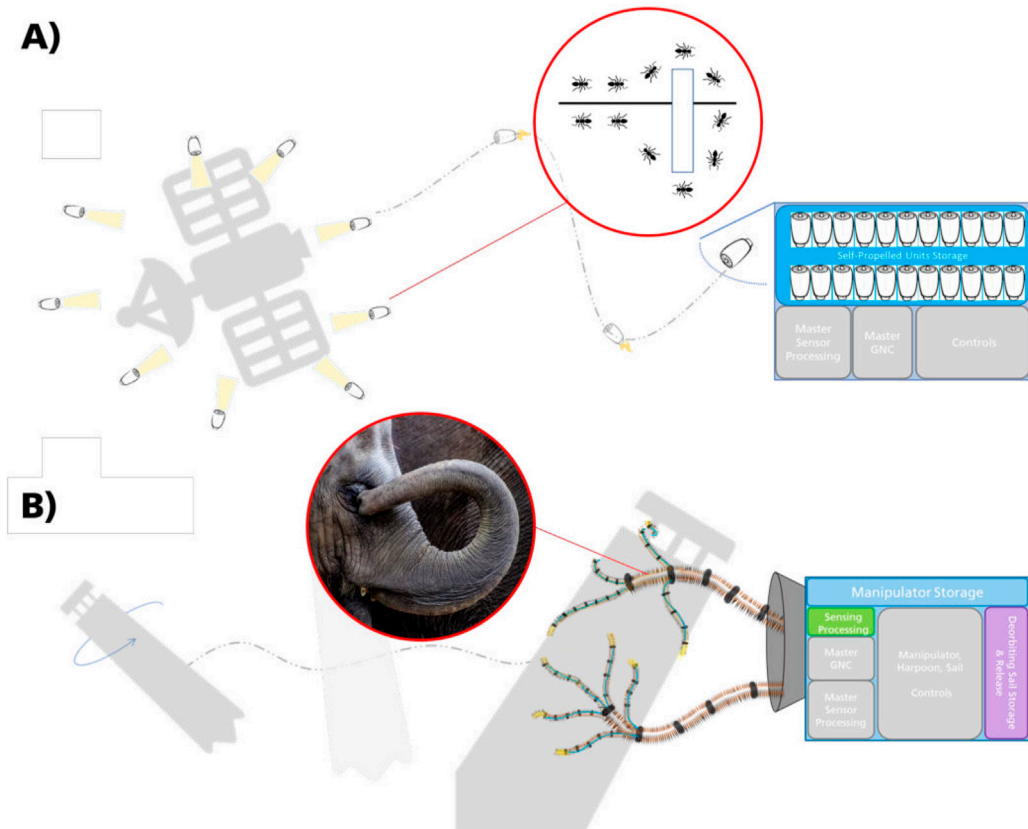 A)
Self-Propelled Units Storage
Master
Sensor
Processing
Master
GNC
Controls
B)
Manipulator Storage
Sensing
Processing
Master
GNC
Master
Sensor
Processing
Manipulator,
Harpoon, Sail
Controls
Deorbiting Sail Storage
& Release